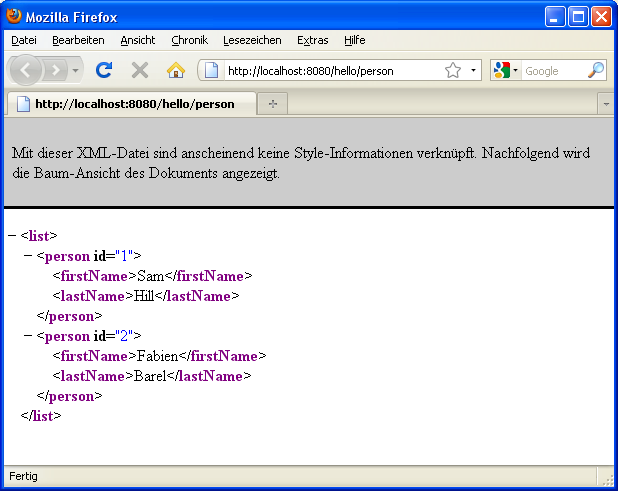 Mozilla Firefox
Datei Bearbeiten Ansicht Chronik Lesezeichen Extras Hilfe
http://localhost:8080/hello/person Google
http://localhost:8080/hello/person
Mit dieser XML-Datei sind anscheinend keine Style-Informationen verknüpft. Nachfolgend wird
die Baum-Ansicht des Dokuments angezeigt.
− <list>
− <person id="1">
<firstName>Sam</firstName>
<lastName>Hill</lastName>
</person>
− <person id="2">
<firstName>Fabien</firstName>
<lastName>Barel</lastName>
</person>
</list>
Fertig